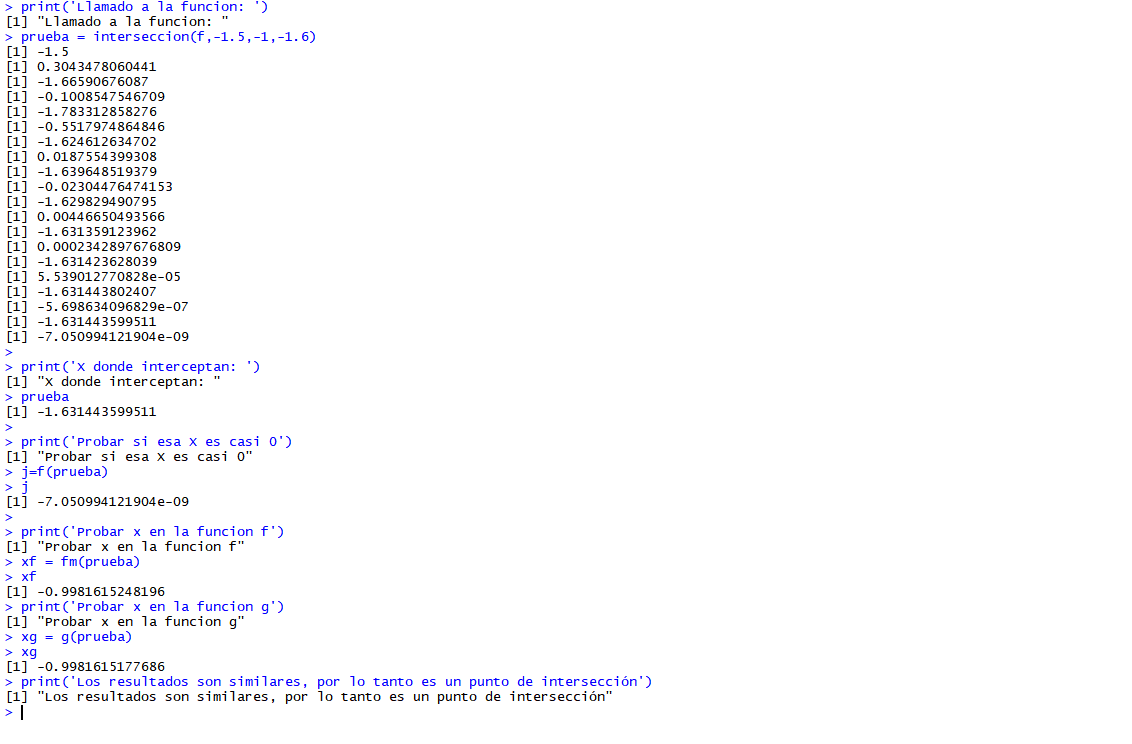 > print('Llamado a la funcion: ')
[1] "Llamado a la funcion: "
> prueba = interseccion(f,-1.5,-1,-1.6)
[1] -1.5
[1] 0.3043478060441
[1] -1.66590676087
[1] -0.1008547546709
[1] -1.783312858276
[1] -0.5517974864846
[1] -1.624612634702
[1] 0.0187554399308
[1] -1.639648519379
[1] -0.02304476474153
[1] -1.629829490795
[1] 0.00446650493566
[1] -1.631359123962
[1] 0.0002342897676809
[1] -1.631423628039
[1] 5.539012770828e-05
[1] -1.631443802407
[1] -5.698634096829e-07
[1] -1.631443599511
[1] -7.050994121904e-09
>
> print('X donde interceptan: ')
[1] "X donde interceptan: "
> prueba
[1] -1.631443599511
>
> print('Probar si esa X es casi 0')
[1] "Probar si esa X es casi 0"
> j=f(prueba)
> j
[1] -7.050994121904e-09
>
> print('Probar x en la funcion f')
[1] "Probar x en la funcion f"
> xf = fm(prueba)
> xf
[1] -0.9981615248196
> print('Probar x en la funcion g')
[1] "Probar x en la funcion g"
> xg = g(prueba)
> xg
[1] -0.9981615177686
> print('Los resultados son similares, por lo tanto es un punto de intersección')
[1] "Los resultados son similares, por lo tanto es un punto de intersección"
>